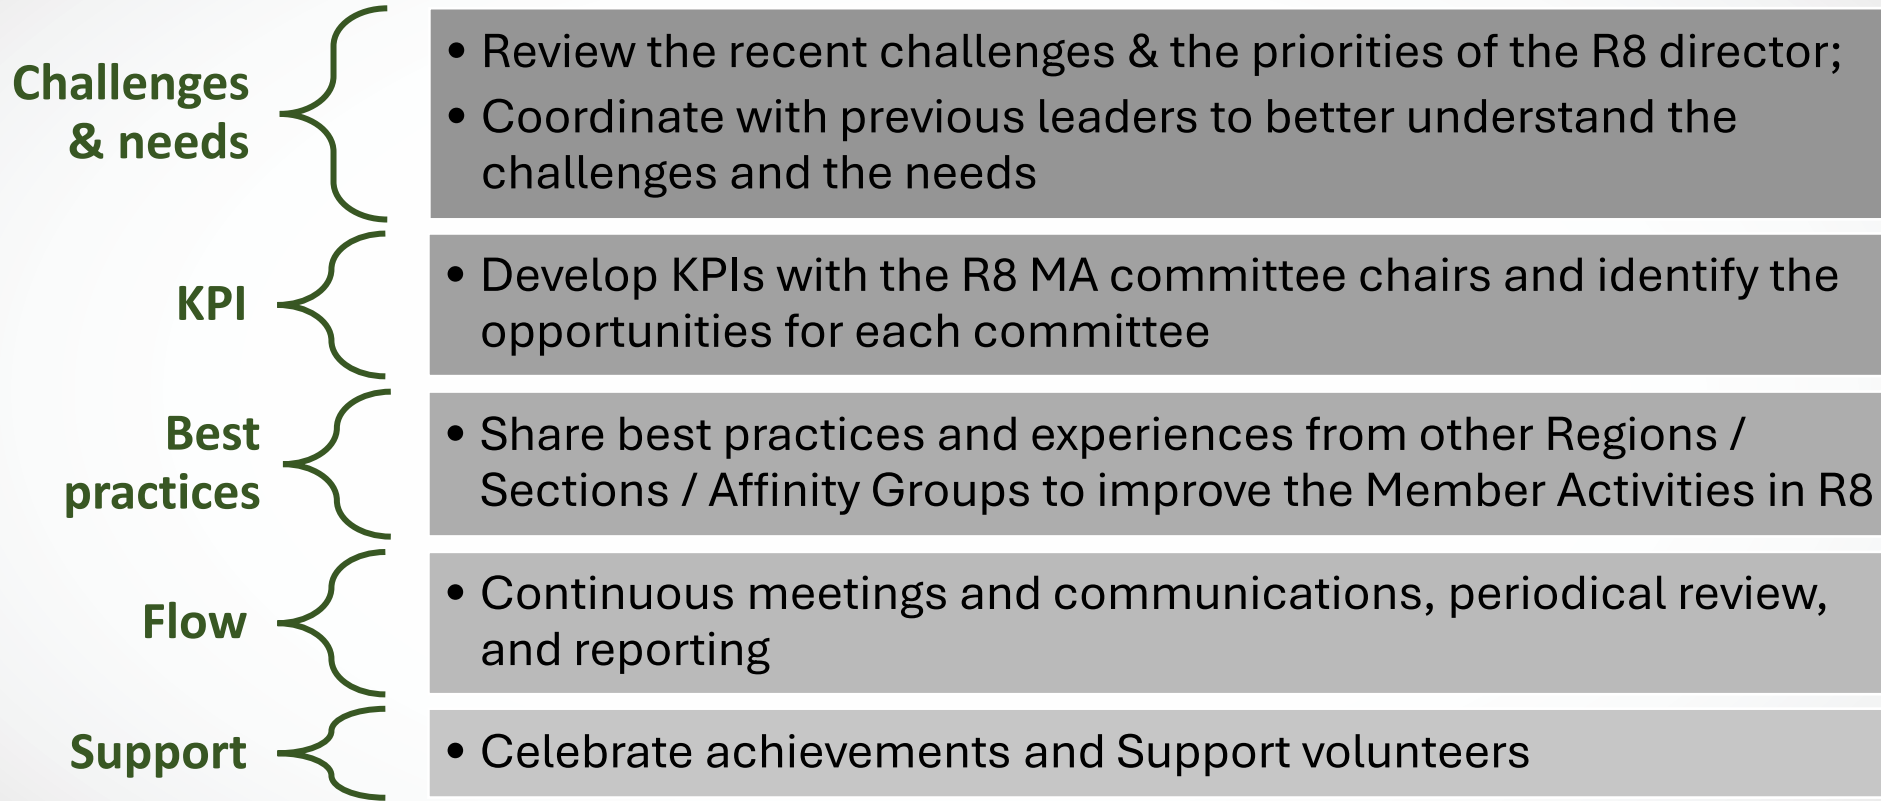 Challenges
& needs
• Review the recent challenges & the priorities of the R8 director;
• Coordinate with previous leaders to better understand the
challenges and the needs
KPI
• Develop KPIs with the R8 MA committee chairs and identify the
opportunities for each committee
Best
practices
• Share best practices and experiences from other Regions /
Sections / Affinity Groups to improve the Member Activities in R8
Flow
• Continuous meetings and communications, periodical review,
and reporting
Support
• Celebrate achievements and Support volunteers